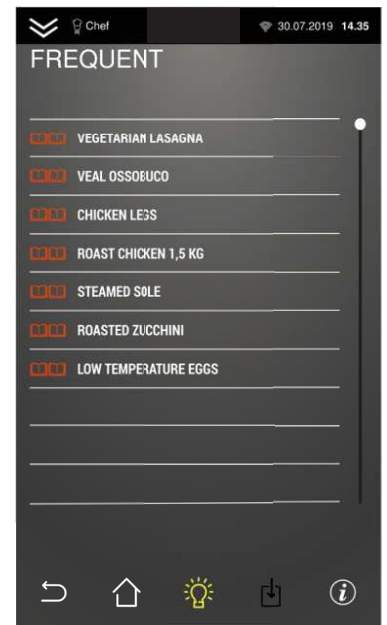 Chef 30.07.2019 14.35
FREQUENT
VEGETARIAN LASAGNA
VEAL OSSOBUCO
CHICKEN LEGS
ROAST CHICKEN 1,5 KG
STEAMED SOLE
ROASTED ZUCCHINI
LOW TEMPERATURE EGGS
i